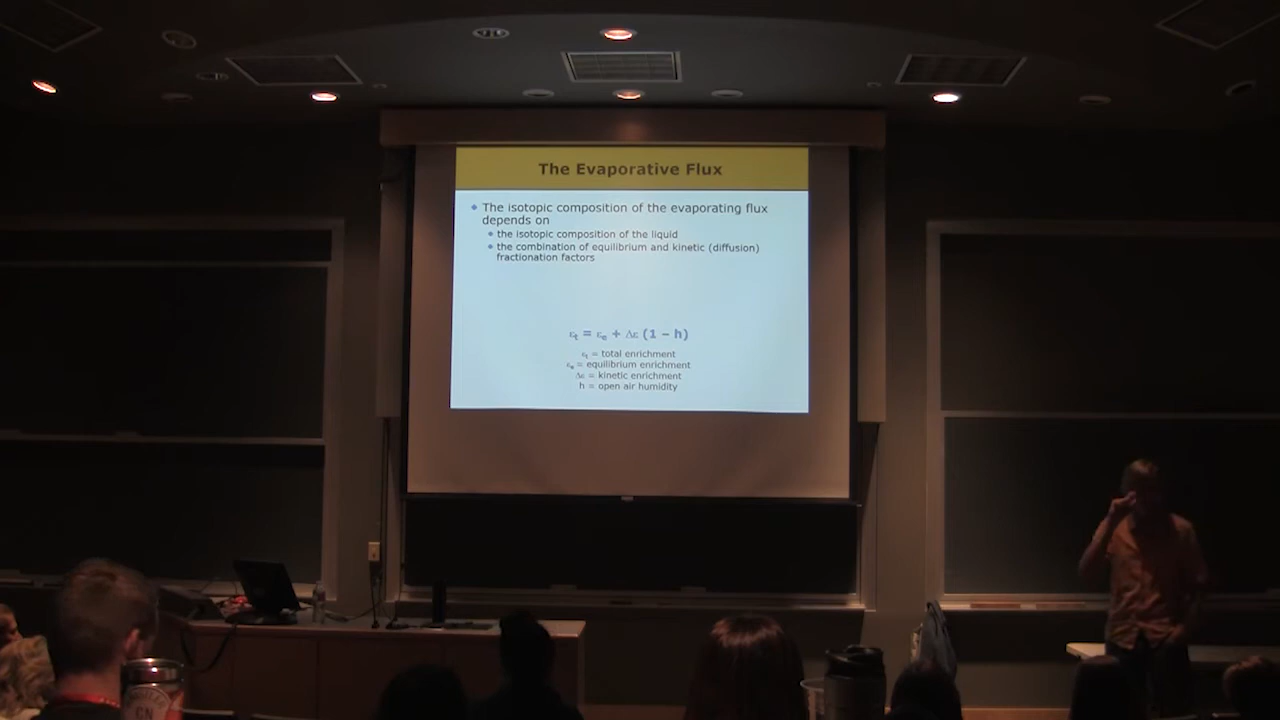 The Evaporative Flux
The isotopic composition of the evaporating flux
depends on
the isotopic composition of the liquid
the combination of equilibrium and kinetic (diffusion)
fractionation factors
εt = εe + Δε (1 – h)
εt = total enrichment
εe = equilibrium enrichment
Δε = kinetic enrichment
h = open air humidity